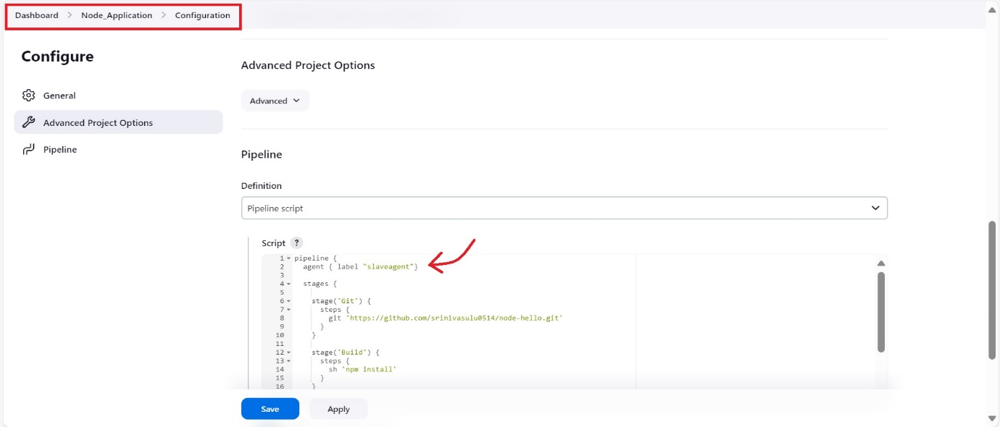 Dashboard > Node_Application > Configuration
Configure
General
Advanced Project Options
Pipeline
Advanced Project Options
Advanced
Pipeline
Definition
Pipeline script
Script ?
1 pipeline {
2 agent { label "slaveagent"}
3
4 stages {
5
6 stage('Git') {
7 steps {
8 git 'https://github.com/srinivasulu0514/node-hello.git'
9 }
10 }
11
12 stage('Build') {
13 steps {
14 sh 'npm install'
15 }
16 }
Save Apply